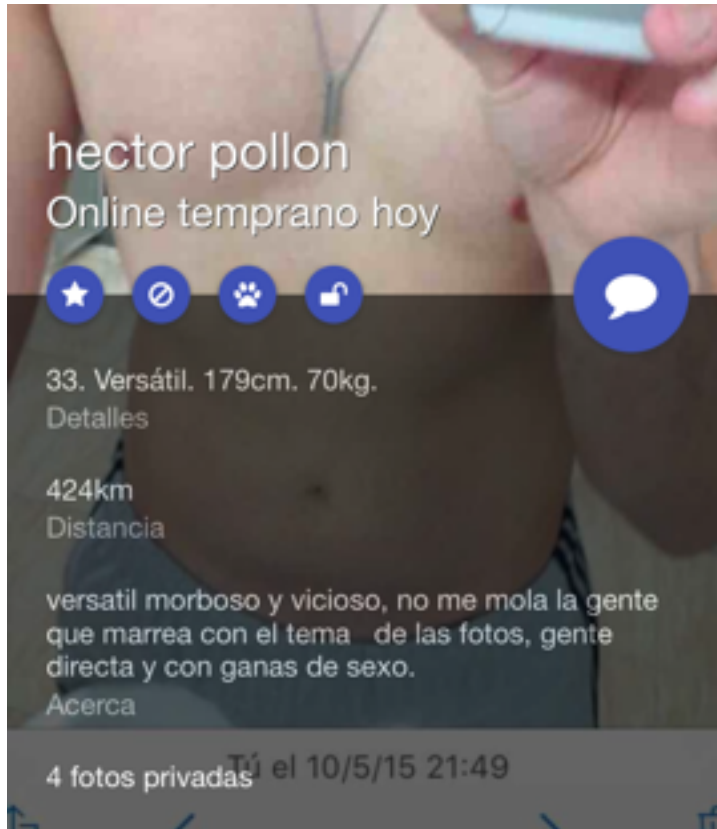 hector pollon
Online temprano hoy
33. Versátil. 179cm. 70kg.
Detalles
424km
Distancia
versatil morboso y vicioso, no me mola la gente
que marrea con el tema   de las fotos, gente
directa y con ganas de sexo.
Acerca
Tú el 10/5/15 21:49
4 fotos privadas